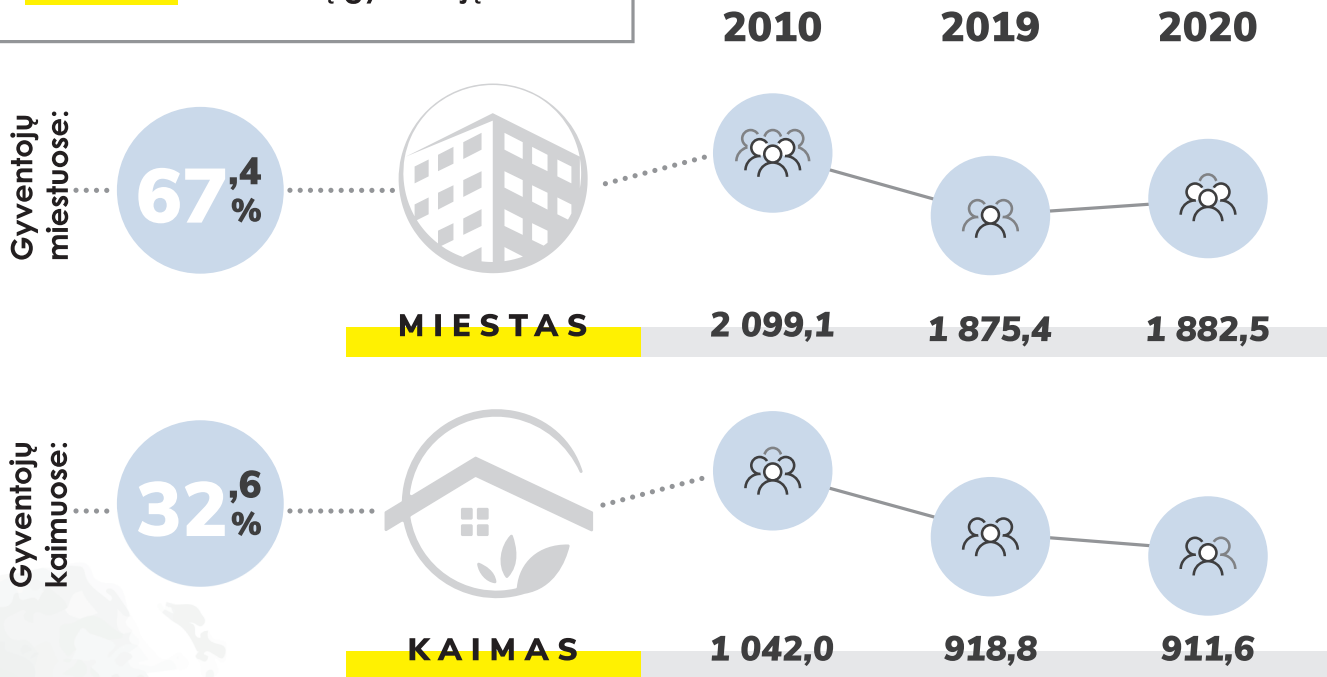 2010 2019 2020
Gyventojų
miestuose:
67,4
%
MIESTAS 2 099,1 1 875,4 1 882,5
Gyventojų
kaimuose:
32,6
%
KAIMAS 1 042,0 918,8 911,6